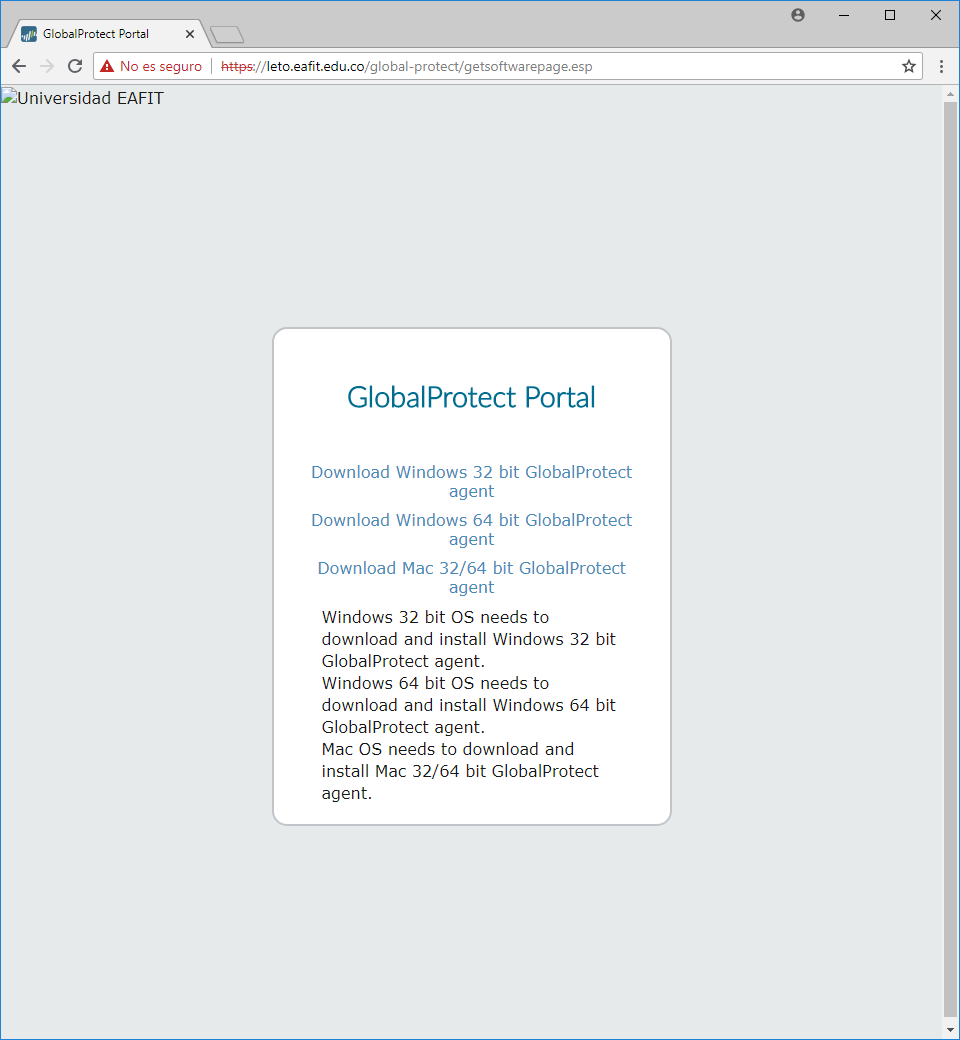 GlobalProtect Portal
No es seguro
https://leto.eafit.edu.co/global-protect/getsoftwarepage.esp
Universidad EAFIT
GlobalProtect Portal
Download Windows 32 bit GlobalProtect
agent
Download Windows 64 bit GlobalProtect
agent
Download Mac 32/64 bit GlobalProtect
agent
Windows 32 bit OS needs to
download and install Windows 32 bit
GlobalProtect agent.
Windows 64 bit OS needs to
download and install Windows 64 bit
GlobalProtect agent.
Mac OS needs to download and
install Mac 32/64 bit GlobalProtect
agent.